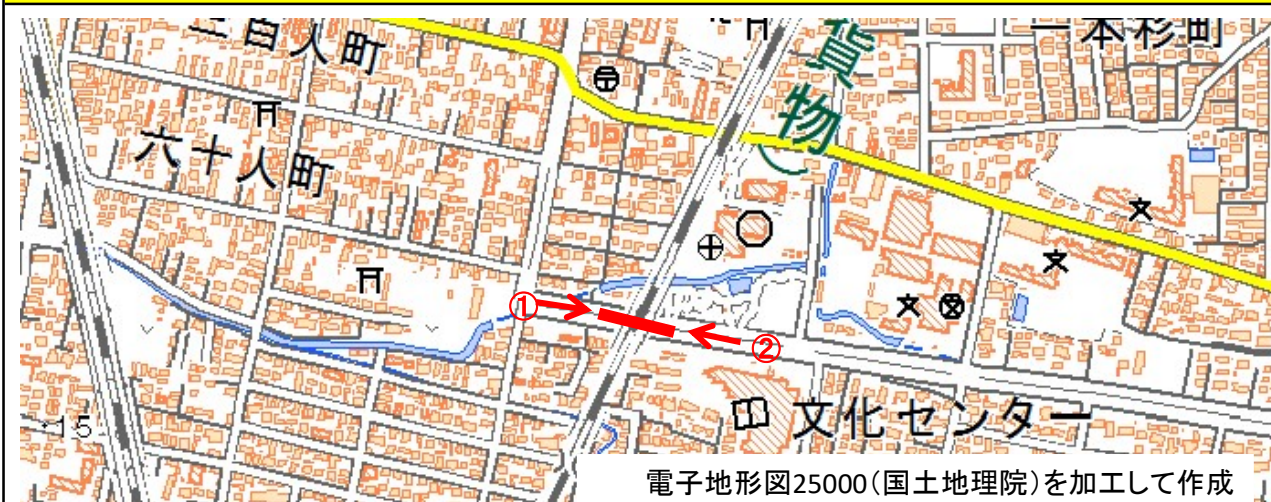 百人町
六十人町
貨物)
本杉町
①
②
文化センター
・15
電子地形図25000(国土地理院)を加工して作成